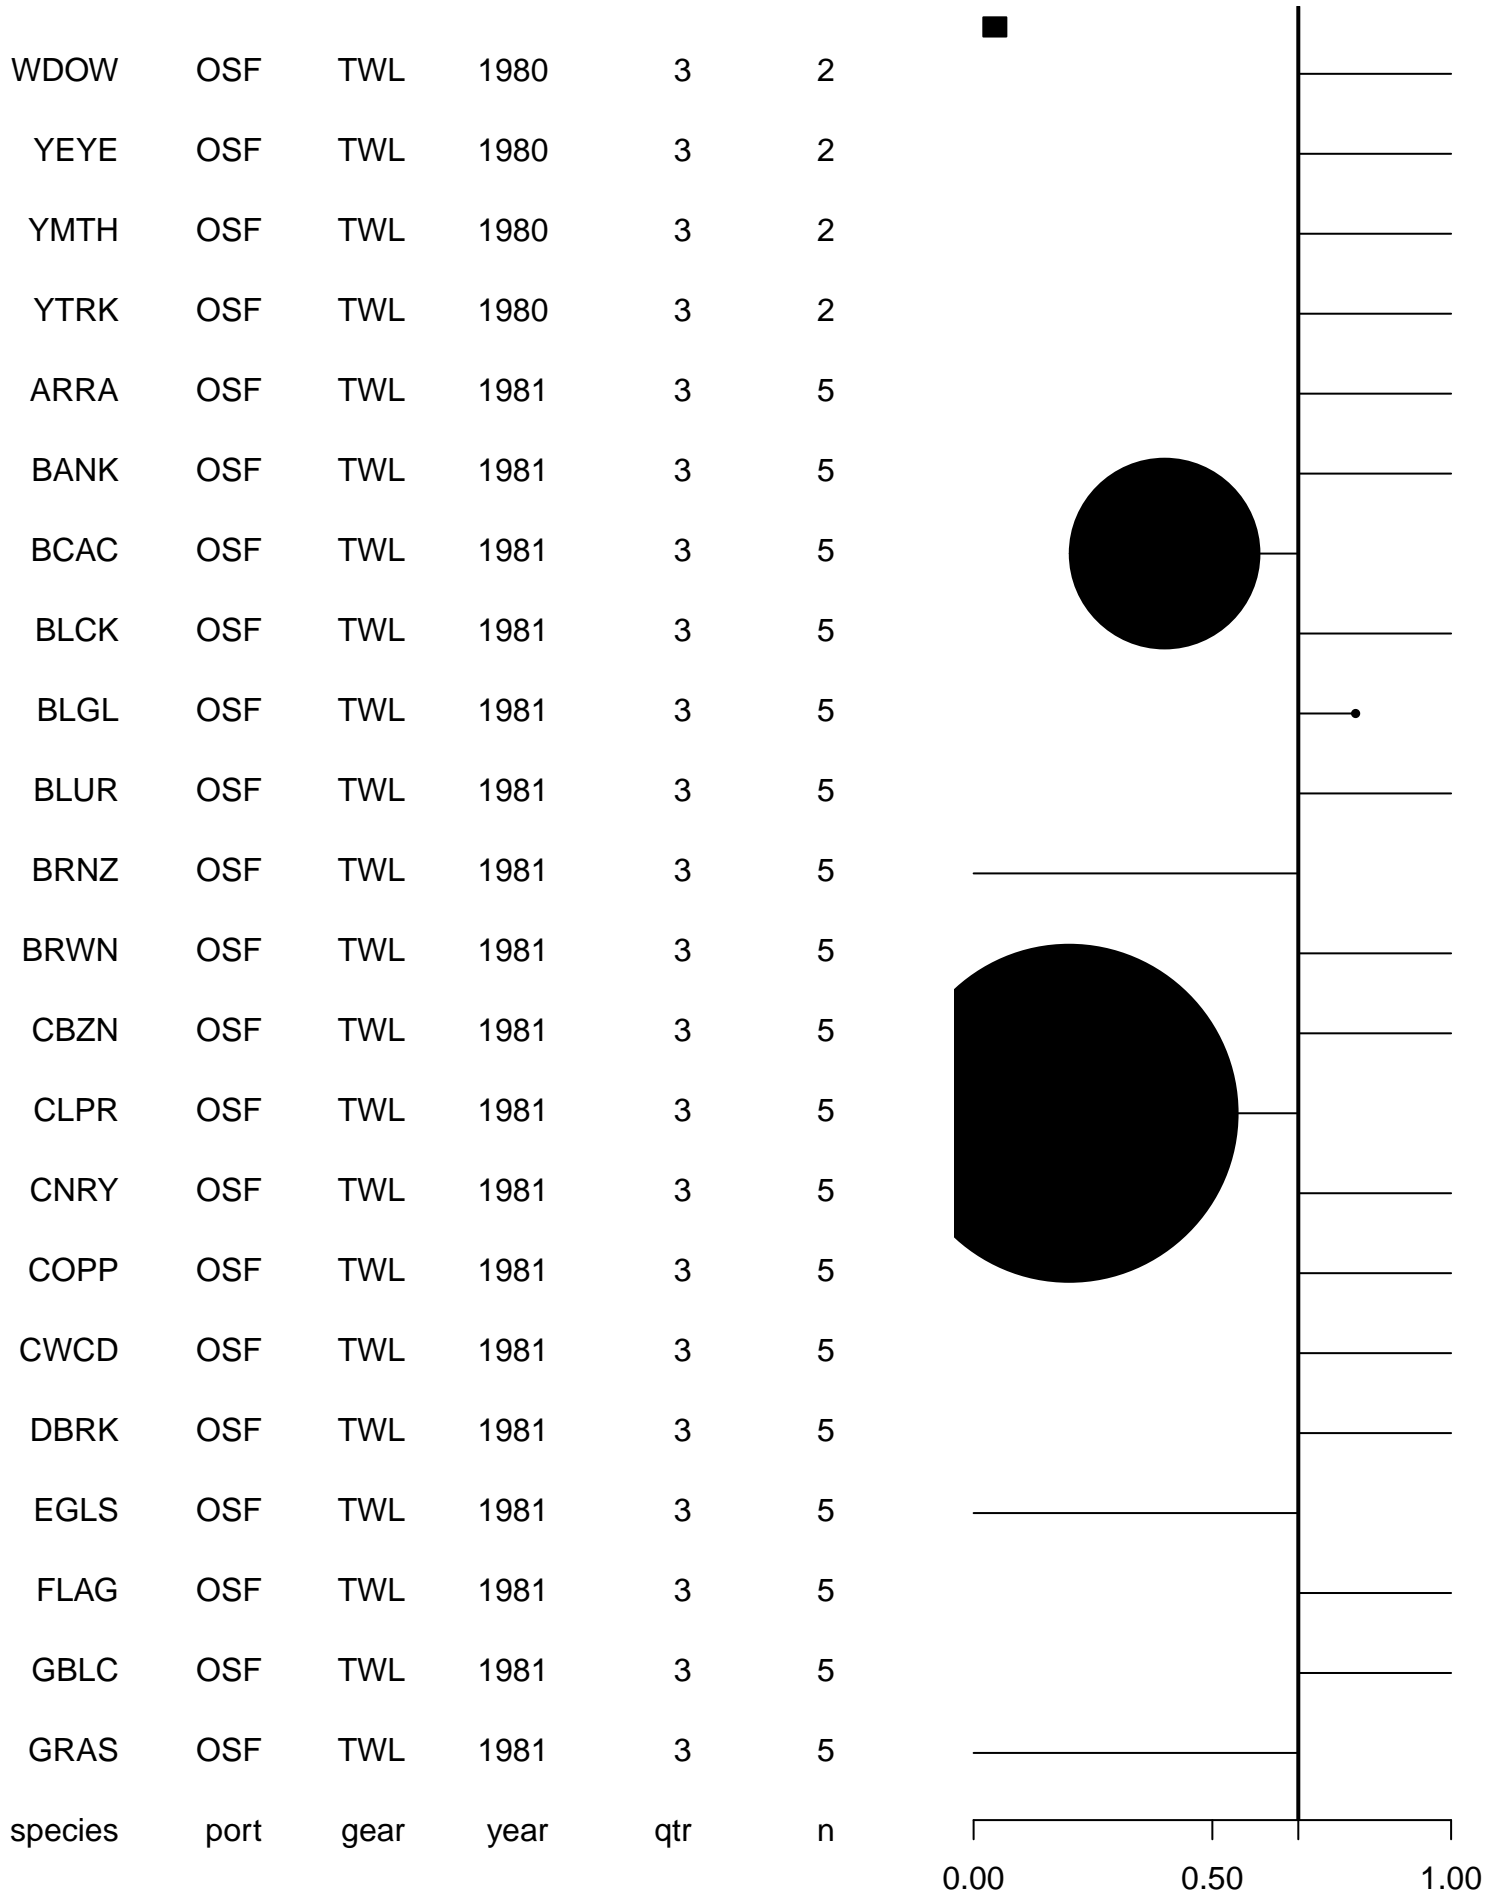 WDOW OSF TWL 1980 3 2
YEYE OSF TWL 1980 3 2
YMTH OSF TWL 1980 3 2
YTRK OSF TWL 1980 3 2
ARRA OSF TWL 1981 3 5
BANK OSF TWL 1981 3 5
BCAC OSF TWL 1981 3 5
BLCK OSF TWL 1981 3 5
BLGL OSF TWL 1981 3 5
BLUR OSF TWL 1981 3 5
BRNZ OSF TWL 1981 3 5
BRWN OSF TWL 1981 3 5
CBZN OSF TWL 1981 3 5
CLPR OSF TWL 1981 3 5
CNRY OSF TWL 1981 3 5
COPP OSF TWL 1981 3 5
CWCD OSF TWL 1981 3 5
DBRK OSF TWL 1981 3 5
EGLS OSF TWL 1981 3 5
FLAG OSF TWL 1981 3 5
GBLC OSF TWL 1981 3 5
GRAS OSF TWL 1981 3 5
species port gear year qtr n
0.00 0.50 1.00